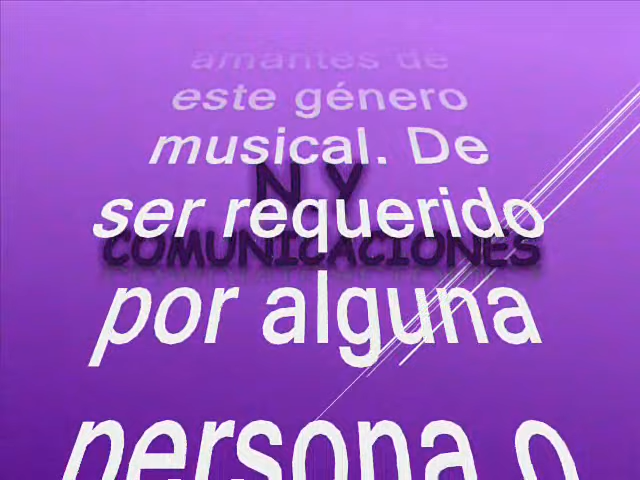 amantes de
este género
musical. De
N Y
ser requerido
COMUNICACIONES
por alguna
persona o